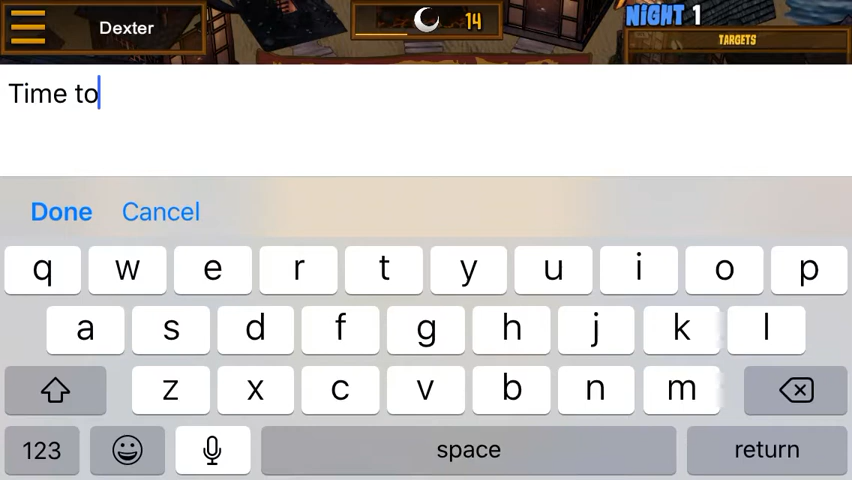 Dexter
14
NIGHT 1
TARGETS
Time to
Done Cancel
q w e r t y u i o p
a s d f g h j k l
z x c v b n m
123 space return